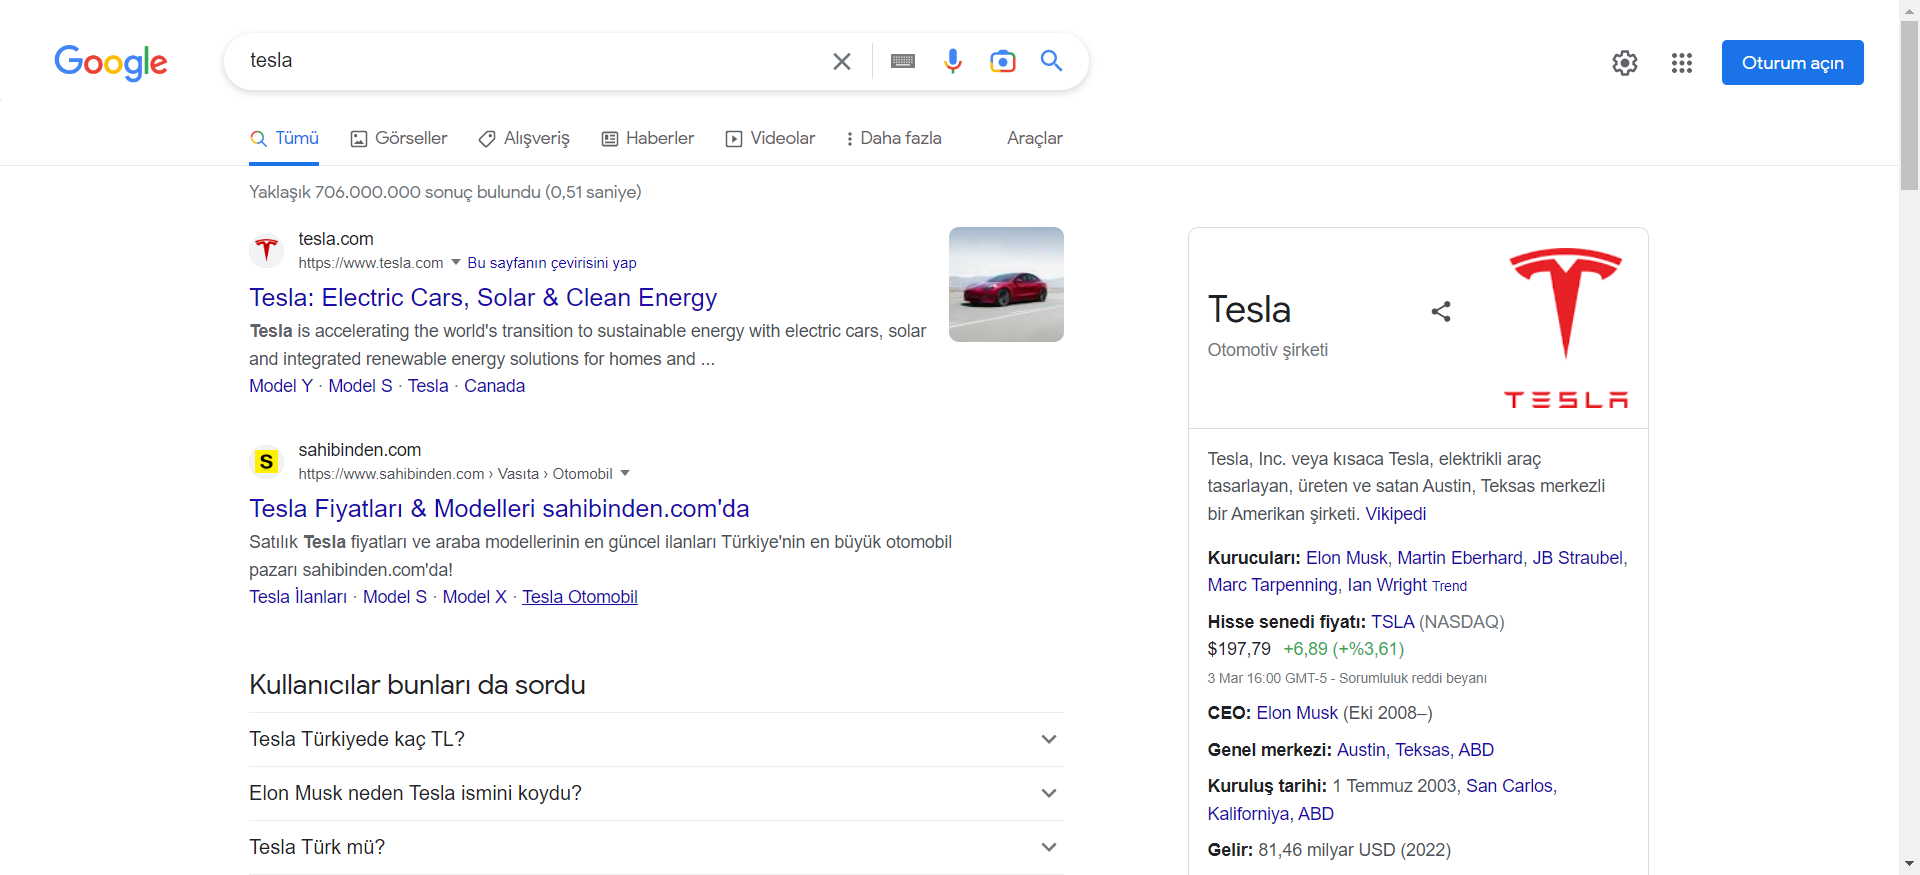 Google
tesla
Oturum açın
Tümü
Görseller
Alışveriş
Haberler
Videolar
Daha fazla
Araçlar
Yaklaşık 706.000.000 sonuç bulundu (0,51 saniye)
tesla.com
https://www.tesla.com Bu sayfanın çevirisini yap
Tesla: Electric Cars, Solar & Clean Energy
Tesla is accelerating the world's transition to sustainable energy with electric cars, solar
and integrated renewable energy solutions for homes and ...
Model Y · Model S · Tesla · Canada
S
sahibinden.com
https://www.sahibinden.com › Vasıta › Otomobil
Tesla Fiyatları & Modelleri sahibinden.com'da
Satılık Tesla fiyatları ve araba modellerinin en güncel ilanları Türkiye'nin en büyük otomobil
pazarı sahibinden.com'da!
Tesla İlanları · Model S · Model X · Tesla Otomobil
Kullanıcılar bunları da sordu
Tesla Türkiyede kaç TL?
Elon Musk neden Tesla ismini koydu?
Tesla Türk mü?
Tesla
Otomotiv şirketi
TESLA
Tesla, Inc. veya kısaca Tesla, elektrikli araç
tasarlayan, üreten ve satan Austin, Teksas merkezli
bir Amerikan şirketi. Vikipedi
Kurucuları: Elon Musk, Martin Eberhard, JB Straubel,
Marc Tarpenning, Ian Wright Trend
Hisse senedi fiyatı: TSLA (NASDAQ)
$197,79 +6,89 (+%3,61)
3 Mar 16:00 GMT-5 - Sorumluluk reddi beyanı
CEO: Elon Musk (Eki 2008–)
Genel merkezi: Austin, Teksas, ABD
Kuruluş tarihi: 1 Temmuz 2003, San Carlos,
Kaliforniya, ABD
Gelir: 81,46 milyar USD (2022)